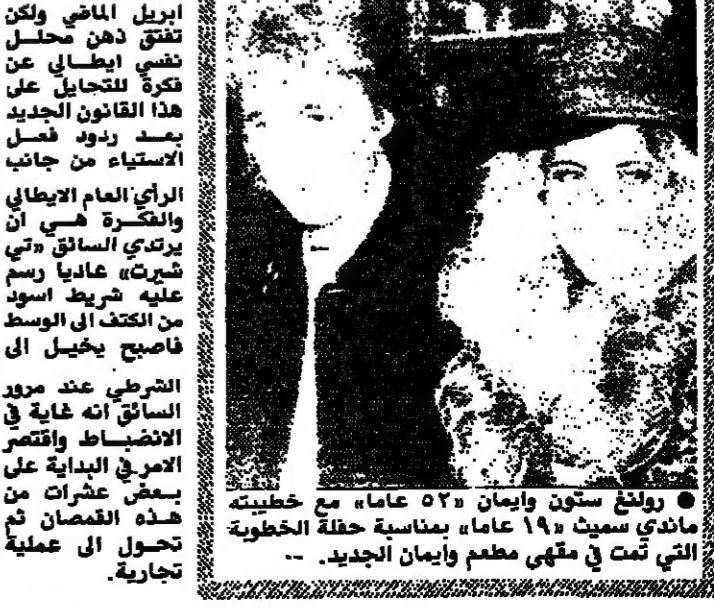 ابريل الماضي ولكن
تفتق ذهن محلل
نفسي ايطالي عن
فكرة للتحايل على
هذا القانون الجديد
بعد ردود فعل
الاستياء من جانب
الرأي العام الايطالي
والفكرة هي ان
يرتدي السائق «تي
شيرت» عاديا رسم
عليه شريط اسود
من الكتف الى الوسط
فاصبح يخيل الى
الشرطي عند مرور
السائق انه غاية في
الانضباط واقتصر
الامر في البداية على
بعض عشرات من
هذه القمصان ثم
تحول الى عملية
تجارية.
● رولنغ ستون وايمان «٥٢ عاما» مع خطيبته
ماندي سميث «١٩ عاما» بمناسبة حفلة الخطوبة
التي تمت في مقهى مطعم وايمان الجديد. --